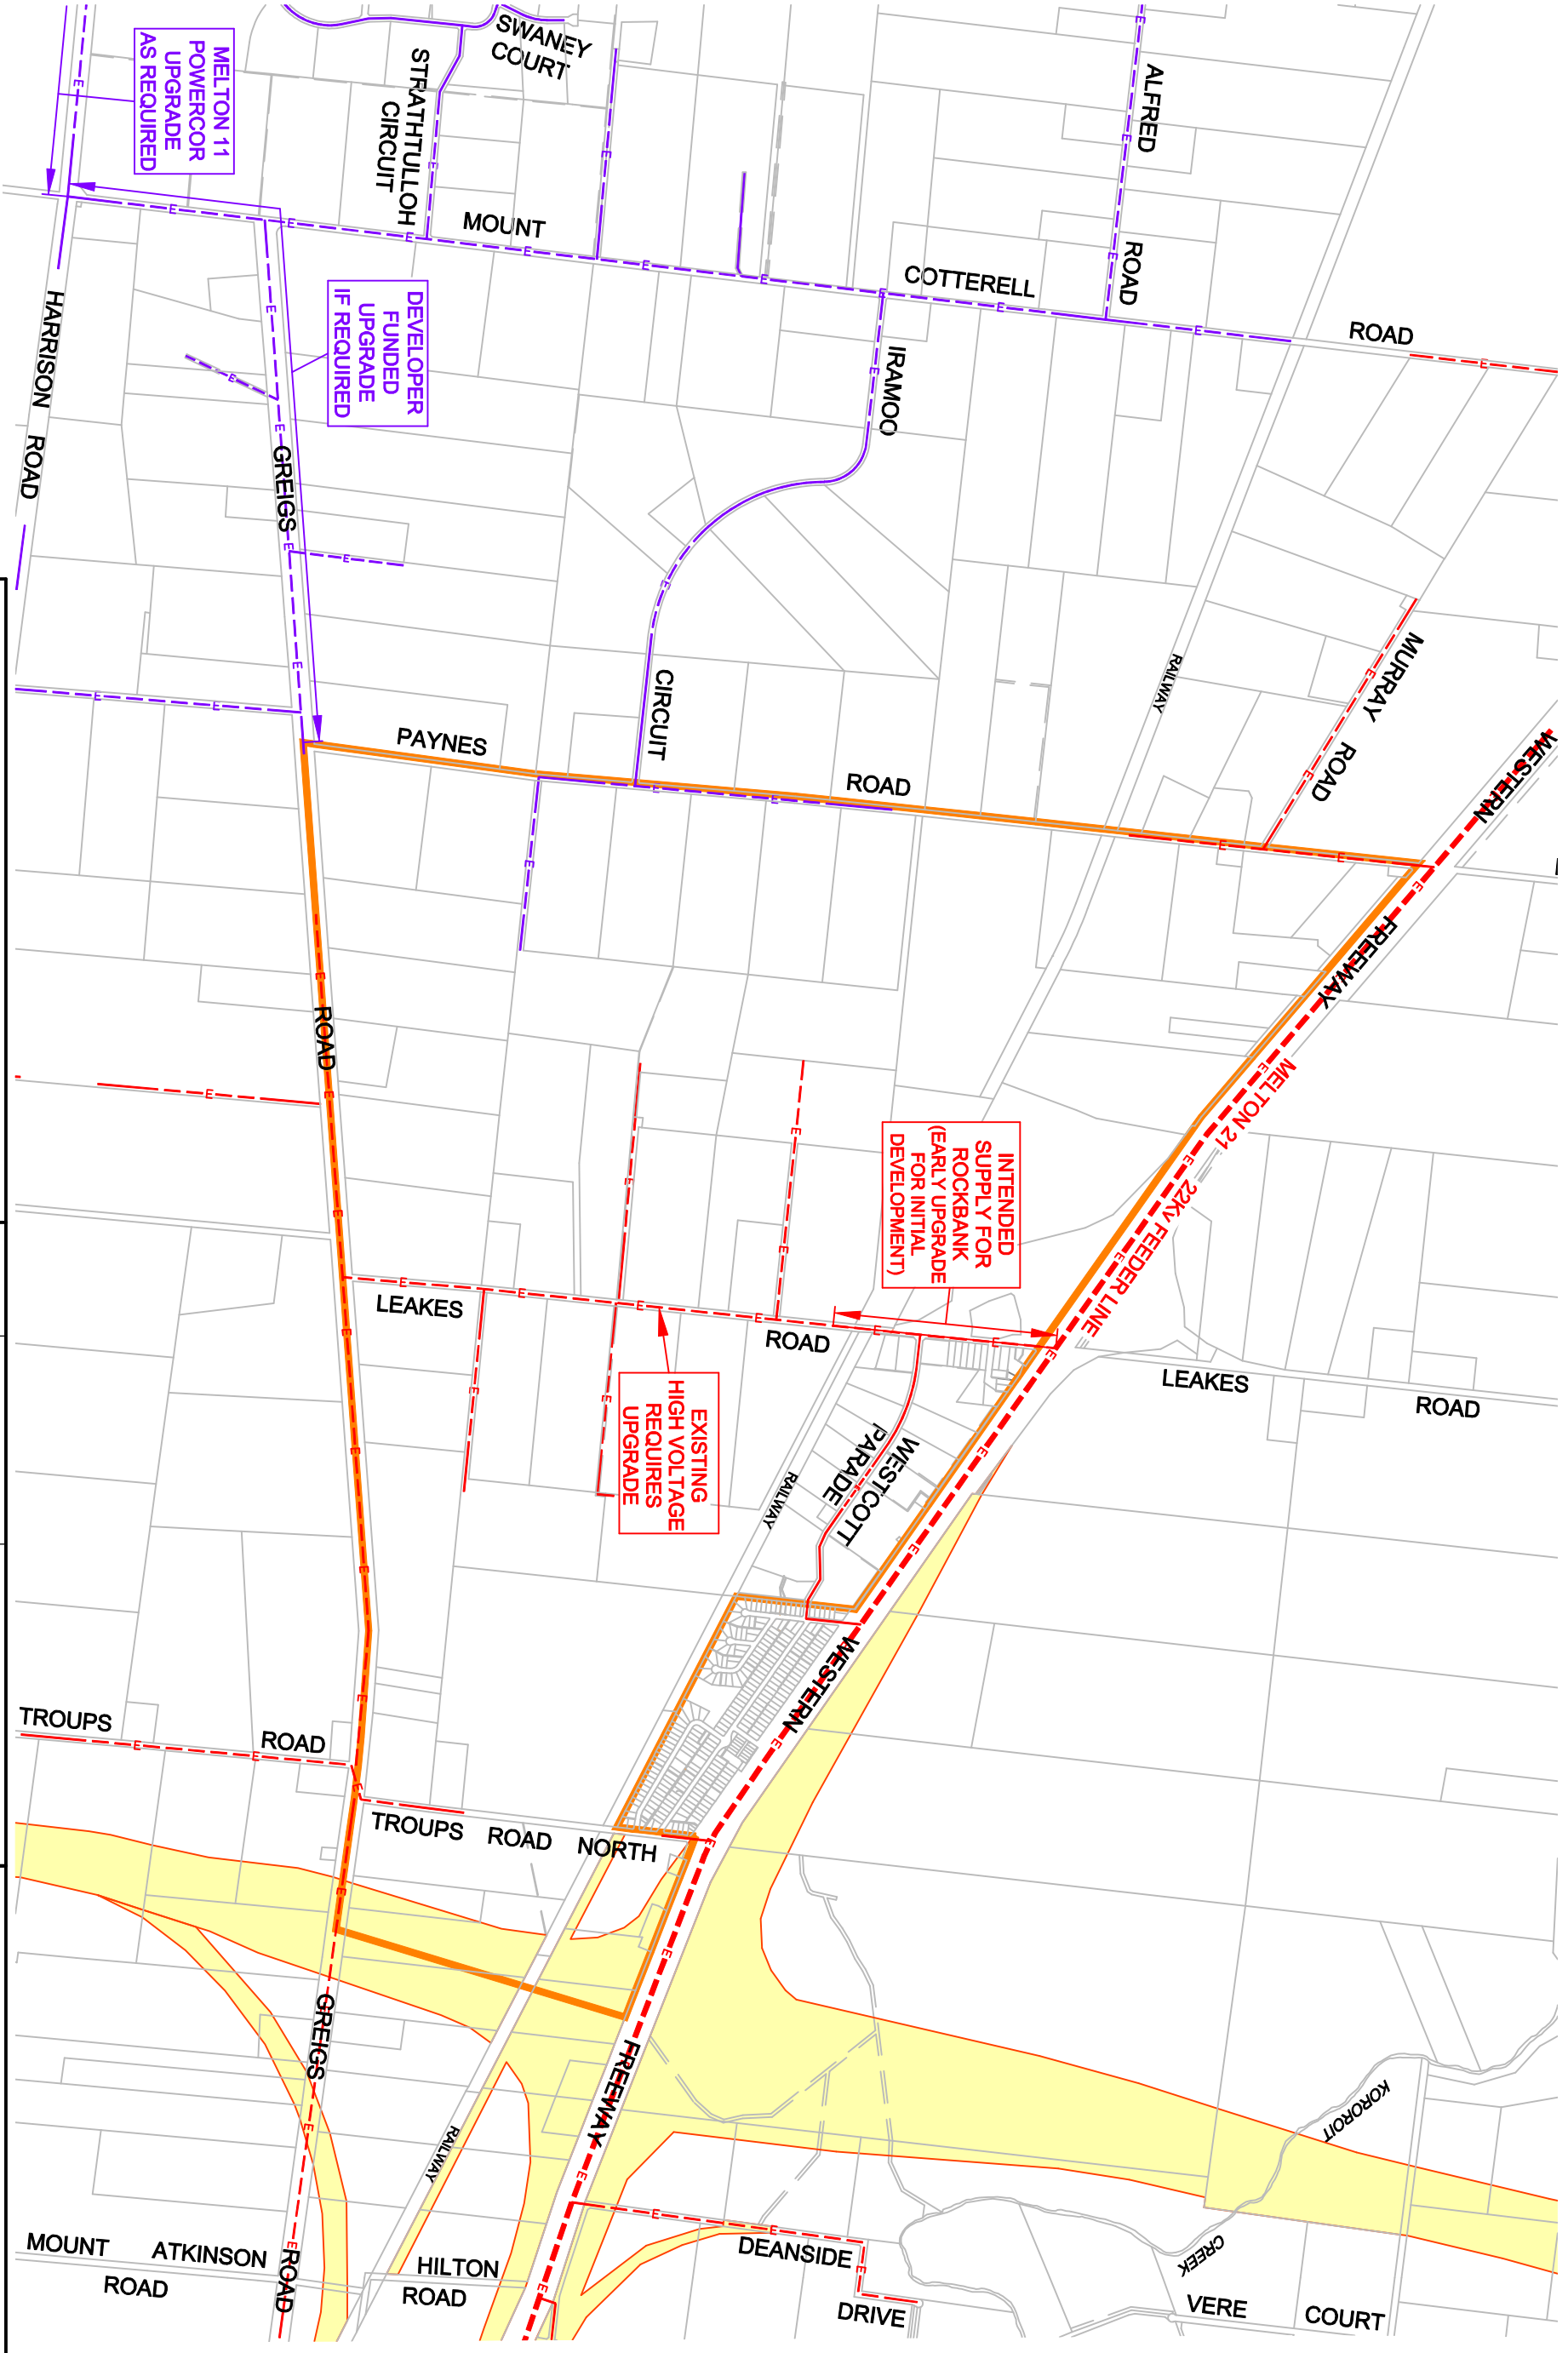 SWANEY
COURT
STRATHTULLOH
CIRCUIT
MELTON 11
POWERCOR
UPGRADE
AS REQUIRED
ALFRED
ROAD
MOUNT
COTTERELL
ROAD
HARRISON
ROAD
DEVELOPER
FUNDED
UPGRADE
IF REQUIRED
GREIGS
IRAMOO
CIRCUIT
RAILWAY
MURRAY
ROAD
PAYNES
ROAD
WESTERN
FREEWAY
ROAD
MELTON 21
22Kv FEEDER LINE
INTENDED
SUPPLY FOR
ROCKBANK
(EARLY UPGRADE
FOR INITIAL
DEVELOPMENT)
LEAKES
ROAD
LEAKES
ROAD
EXISTING
HIGH VOLTAGE
REQUIRES
UPGRADE
WESTCOTT
PARADE
RAILWAY
WESTERN
TROUPS
ROAD
TROUPS
ROAD
NORTH
GREIGS
FREEWAY
RAILWAY
KOROROIT
CREEK
MOUNT
ATKINSON
ROAD
ROAD
HILTON
ROAD
DEANSIDE
DRIVE
VERE
COURT